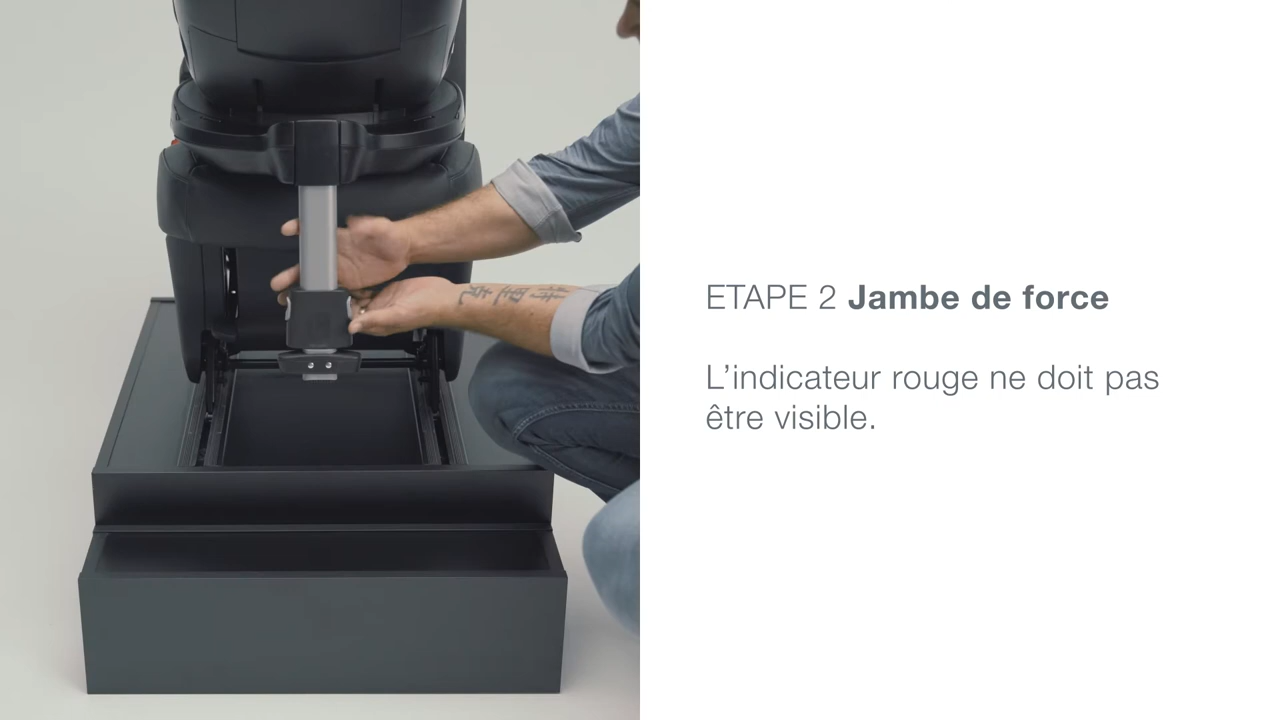 ETAPE 2 Jambe de force
L’indicateur rouge ne doit pas
être visible.